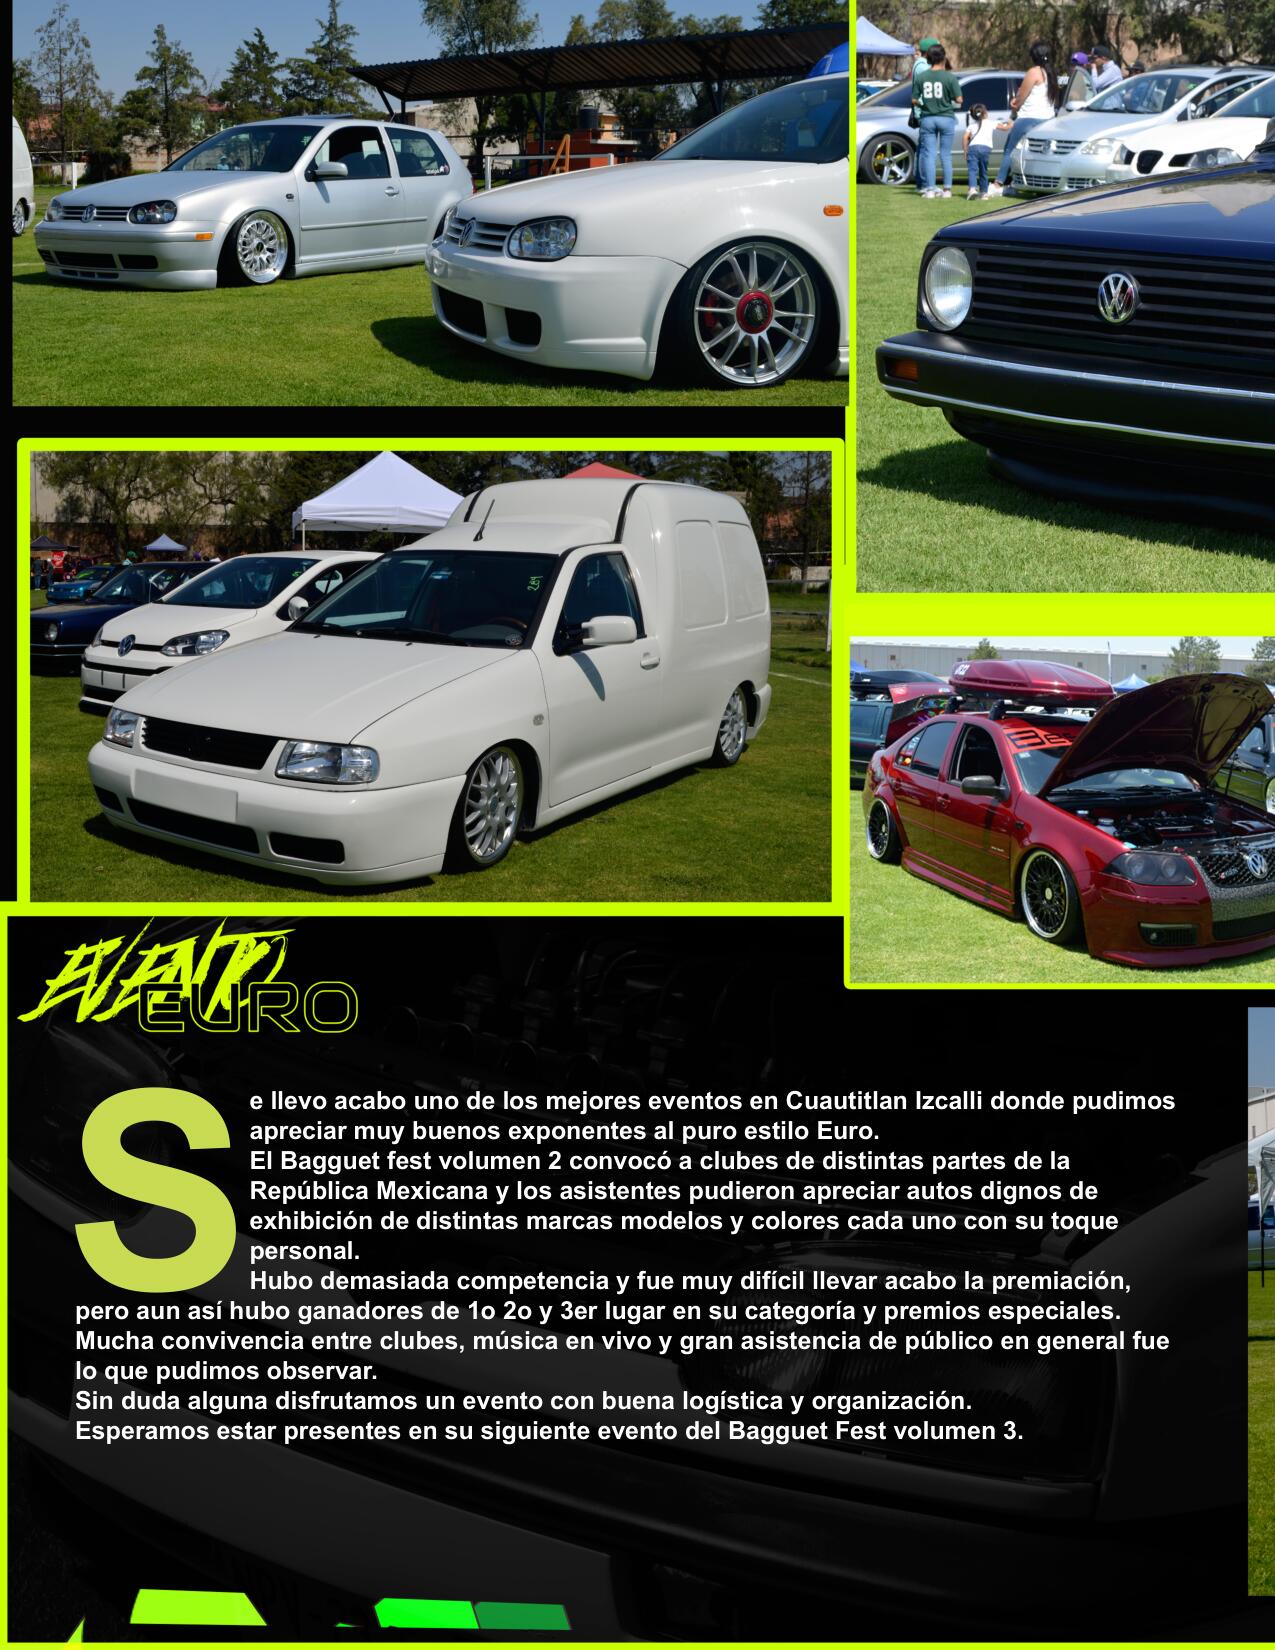 28
284
EVENTO
EURO
Se llevo acabo uno de los mejores eventos en Cuautitlan Izcalli donde pudimos
apreciar muy buenos exponentes al puro estilo Euro.
El Bagguet fest volumen 2 convocó a clubes de distintas partes de la
República Mexicana y los asistentes pudieron apreciar autos dignos de
exhibición de distintas marcas modelos y colores cada uno con su toque
personal.
Hubo demasiada competencia y fue muy difícil llevar acabo la premiación,
pero aun así hubo ganadores de 1o 2o y 3er lugar en su categoría y premios especiales.
Mucha convivencia entre clubes, música en vivo y gran asistencia de público en general fue
lo que pudimos observar.
Sin duda alguna disfrutamos un evento con buena logística y organización.
Esperamos estar presentes en su siguiente evento del Bagguet Fest volumen 3.